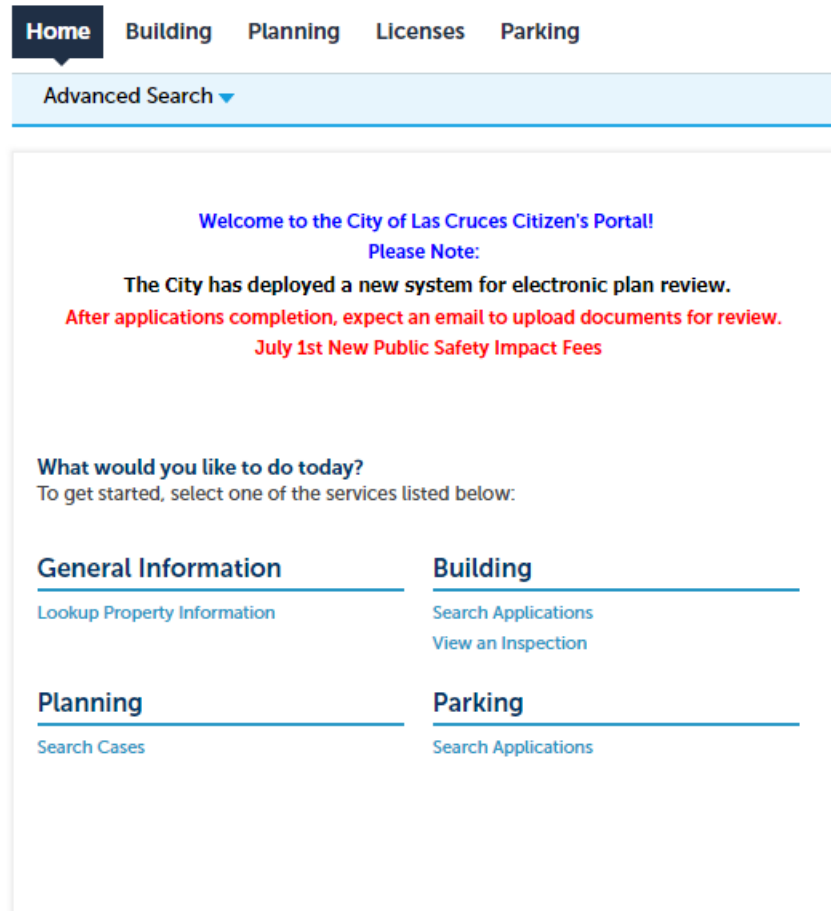 Home Building Planning Licenses Parking
Advanced Search
Welcome to the City of Las Cruces Citizen's Portal!
Please Note:
The City has deployed a new system for electronic plan review.
After applications completion, expect an email to upload documents for review.
July 1st New Public Safety Impact Fees
What would you like to do today?
To get started, select one of the services listed below:
General Information
Lookup Property Information
Building
Search Applications
View an Inspection
Planning
Search Cases
Parking
Search Applications